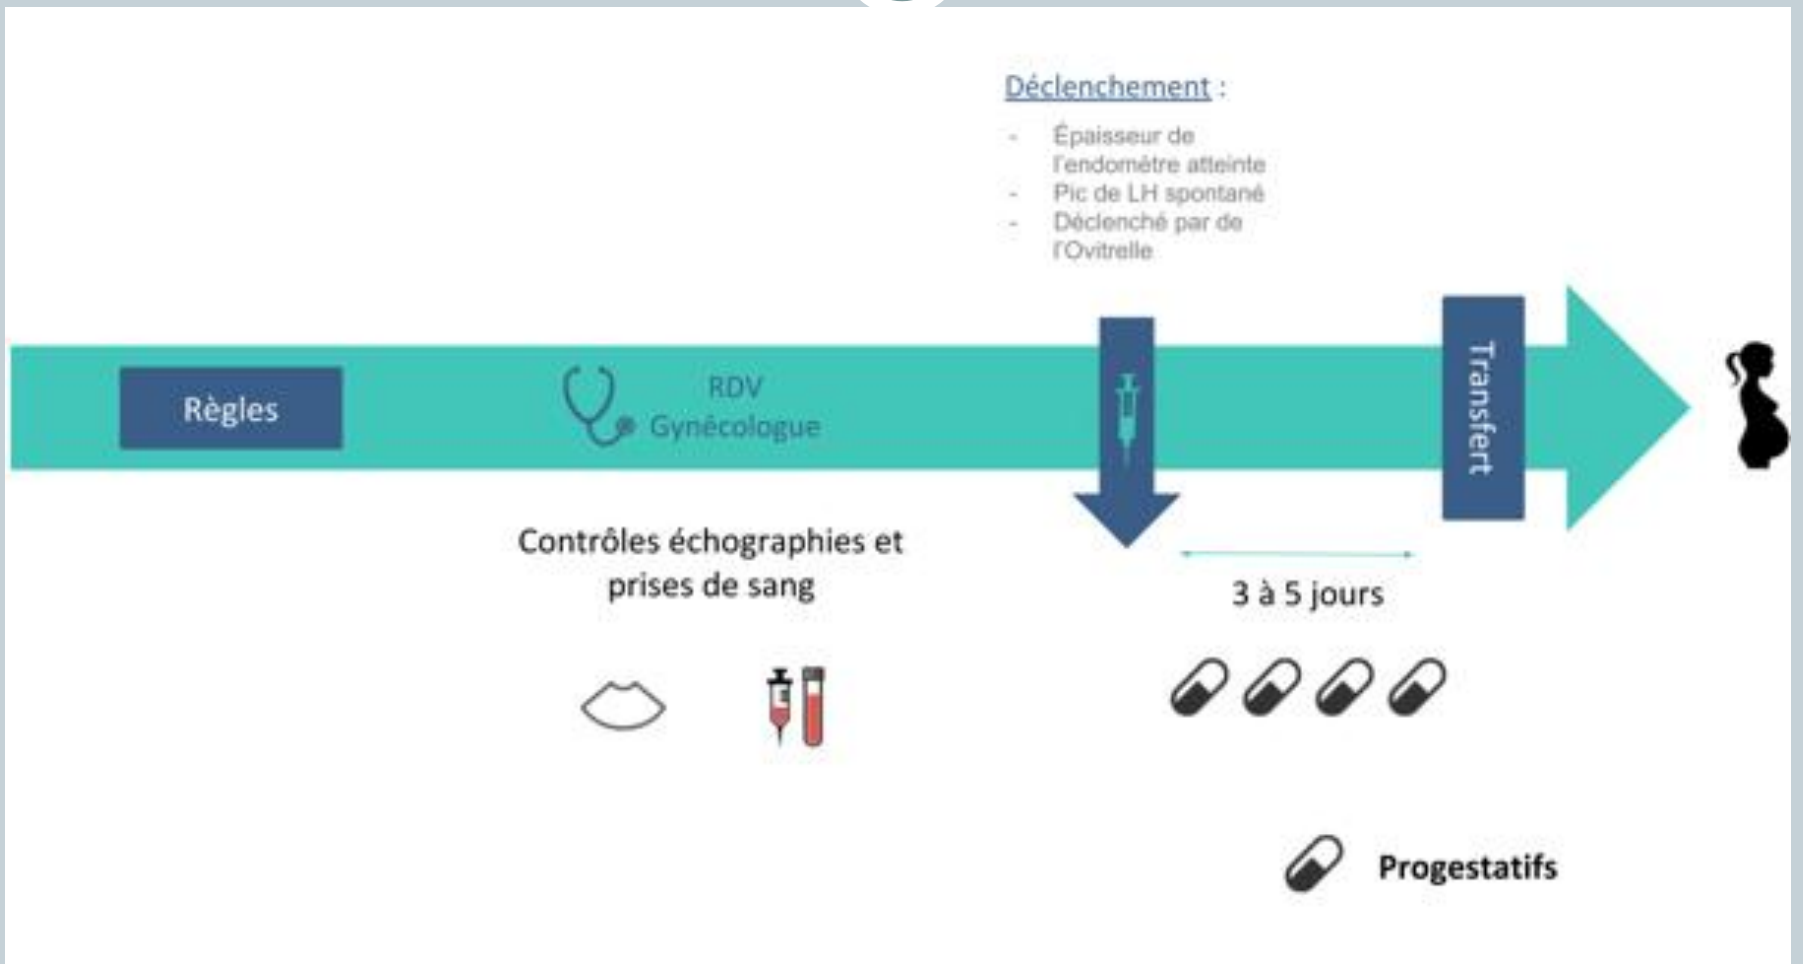 Déclenchement :
- Épaisseur de
l'endomètre atteinte
- Pic de LH spontané
- Déclenché par de
l'Ovitrelle
Règles
RDV
Gynécologue
Transfert
Contrôles échographies et
prises de sang
3 à 5 jours
Progestatifs